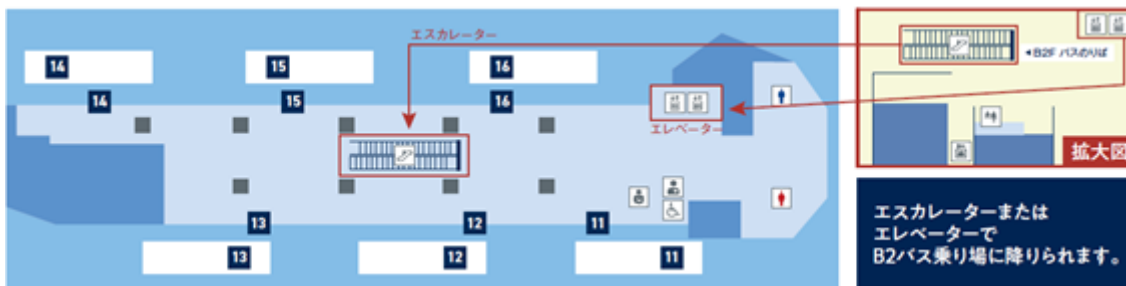 エスカレーター
14
15
16
14
15
16
エレベーター
13
12
11
13
12
11
◂B2F バスのりば
拡大図
エスカレーターまたは
エレベーターで
B2バス乗り場に降りられます。